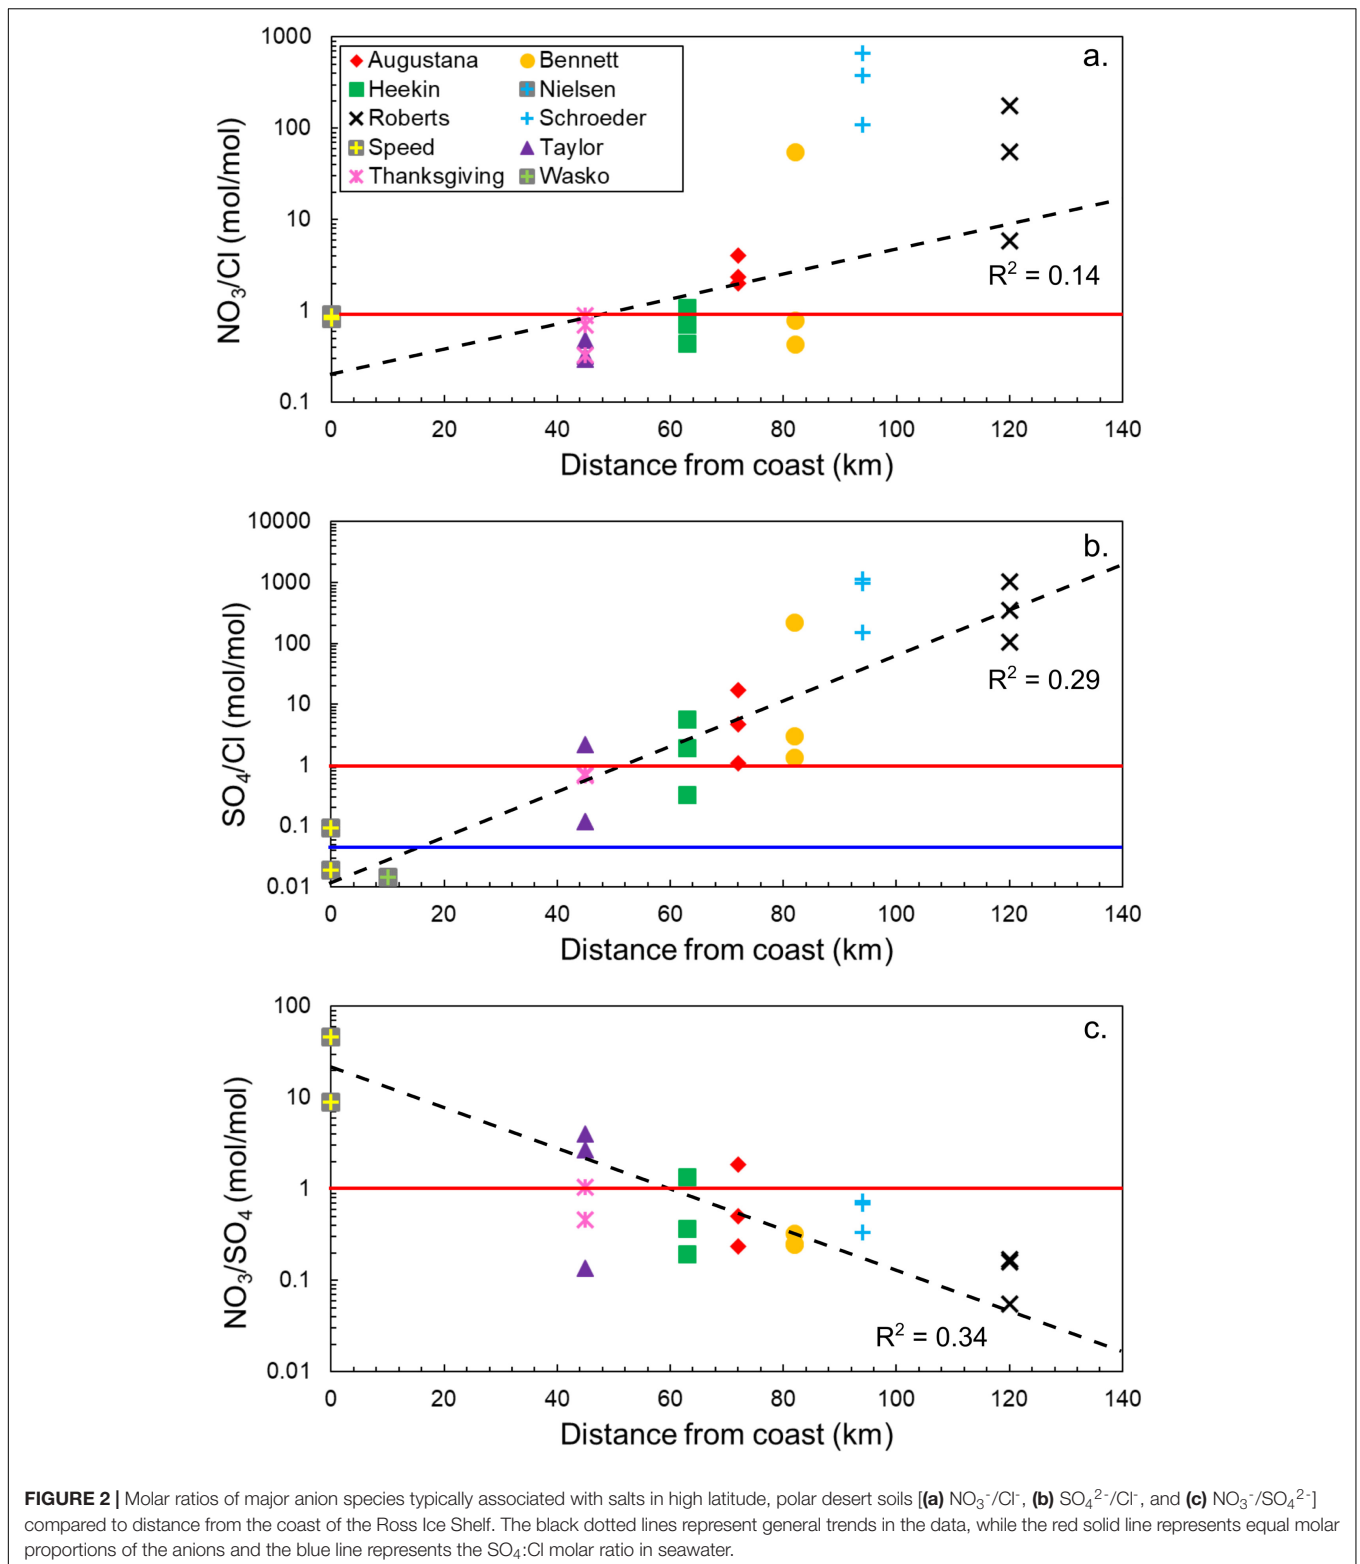 1000
100
10
1
0.1
NO3/Cl (mol/mol)
a.
Augustana
Bennett
Heekin
Nielsen
Roberts
Schroeder
Speed
Taylor
Thanksgiving
Wasko
R2 = 0.14
0 20 40 60 80 100 120 140
Distance from coast (km)
10000
1000
100
10
1
0.1
0.01
SO4/Cl (mol/mol)
b.
R2 = 0.29
0 20 40 60 80 100 120 140
Distance from coast (km)
100
10
1
0.1
0.01
NO3/SO4 (mol/mol)
c.
R2 = 0.34
0 20 40 60 80 100 120 140
Distance from coast (km)
FIGURE 2 | Molar ratios of major anion species typically associated with salts in high latitude, polar desert soils [(a) NO3-/Cl-, (b) SO42-/Cl-, and (c) NO3-/SO42-]
compared to distance from the coast of the Ross Ice Shelf. The black dotted lines represent general trends in the data, while the red solid line represents equal molar
proportions of the anions and the blue line represents the SO4:Cl molar ratio in seawater.